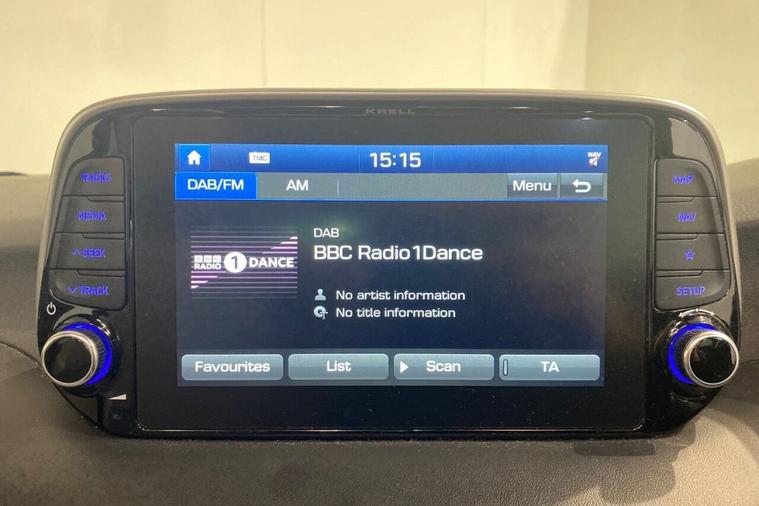 KRELL
TMC
15:15
NAV
DAB/FM
AM
Menu
DAB
BBC Radio1Dance
BBC RADIO 1 DANCE
No artist information
No title information
Favourites
List
Scan
TA
RADIO
MEDIA
SEEK
TRACK
MAP
NAV
SETUP